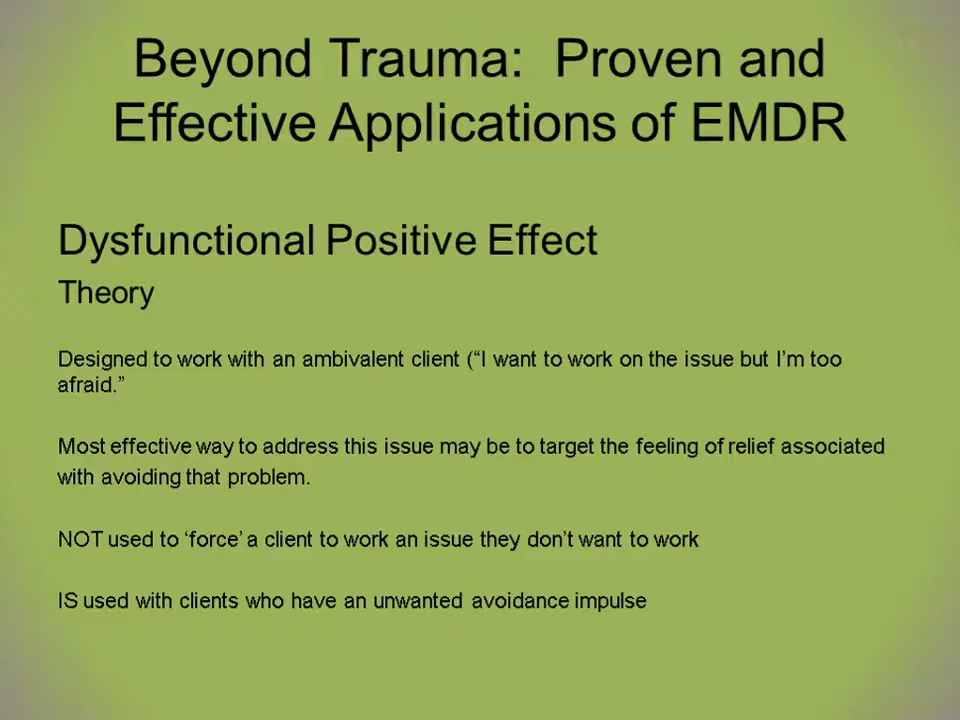 Beyond Trauma:  Proven and
Effective Applications of EMDR
Dysfunctional Positive Effect
Theory
Designed to work with an ambivalent client (“I want to work on the issue but I’m too
afraid.”
Most effective way to address this issue may be to target the feeling of relief associated
with avoiding that problem.
NOT used to ‘force’ a client to work an issue they don’t want to work
IS used with clients who have an unwanted avoidance impulse